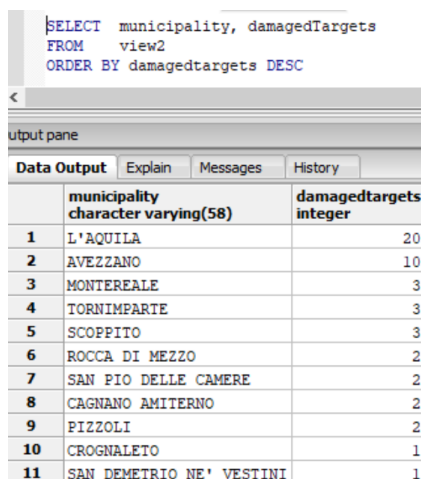 SELECT municipality, damagedTargets
FROM view2
ORDER BY damagedtargets DESC
utput pane
Data Output Explain Messages History
municipality character varying(58) damagedtargets integer
1 L'AQUILA 20
2 AVEZZANO 10
3 MONTEREALE 3
4 TORNIMPARTE 3
5 SCOPPITO 3
6 ROCCA DI MEZZO 2
7 SAN PIO DELLE CAMERE 2
8 CAGNANO AMITERNO 2
9 PIZZOLI 2
10 CROGNALETO 1
11 SAN DEMETRIO NE' VESTINI 1